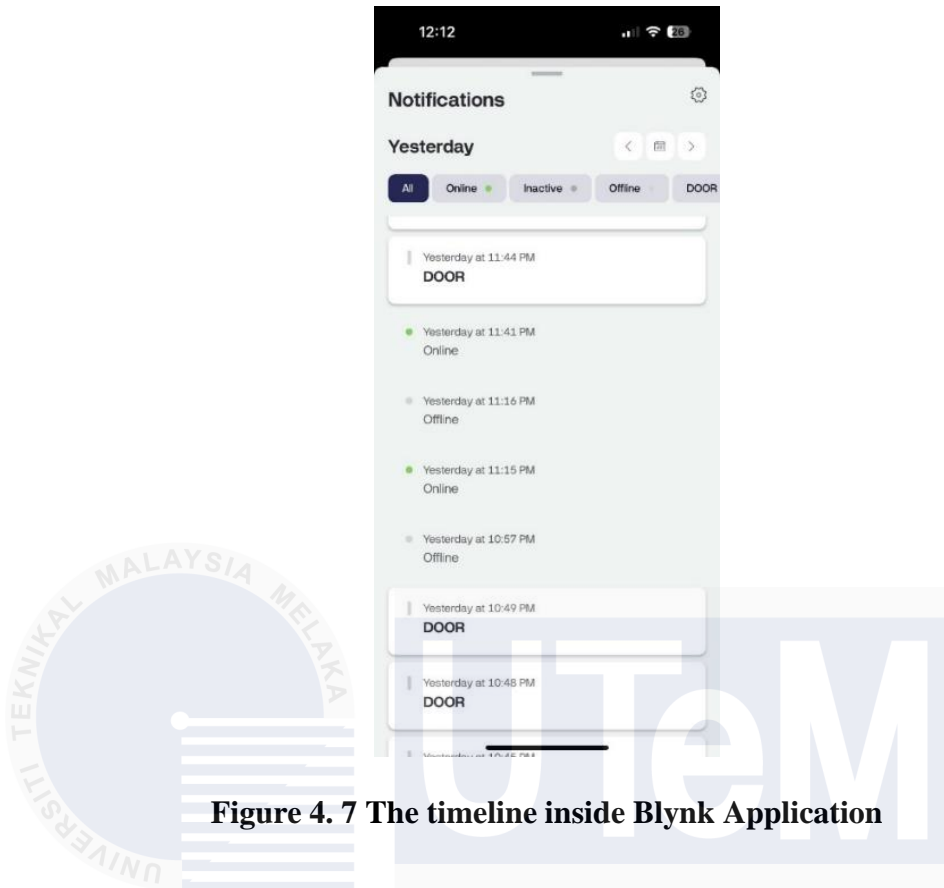 12:12
26
Notifications
Yesterday
All
Online
Inactive
Offline
DOOR
Yesterday at 11:44 PM
DOOR
Yesterday at 11:41 PM
Online
Yesterday at 11:16 PM
Offline
Yesterday at 11:15 PM
Online
Yesterday at 10:57 PM
Offline
Yesterday at 10:49 PM
DOOR
Yesterday at 10:48 PM
DOOR
UNIVERSITI TEKNIKAL MALAYSIA MELAKA
UTeM
Figure 4. 7 The timeline inside Blynk Application